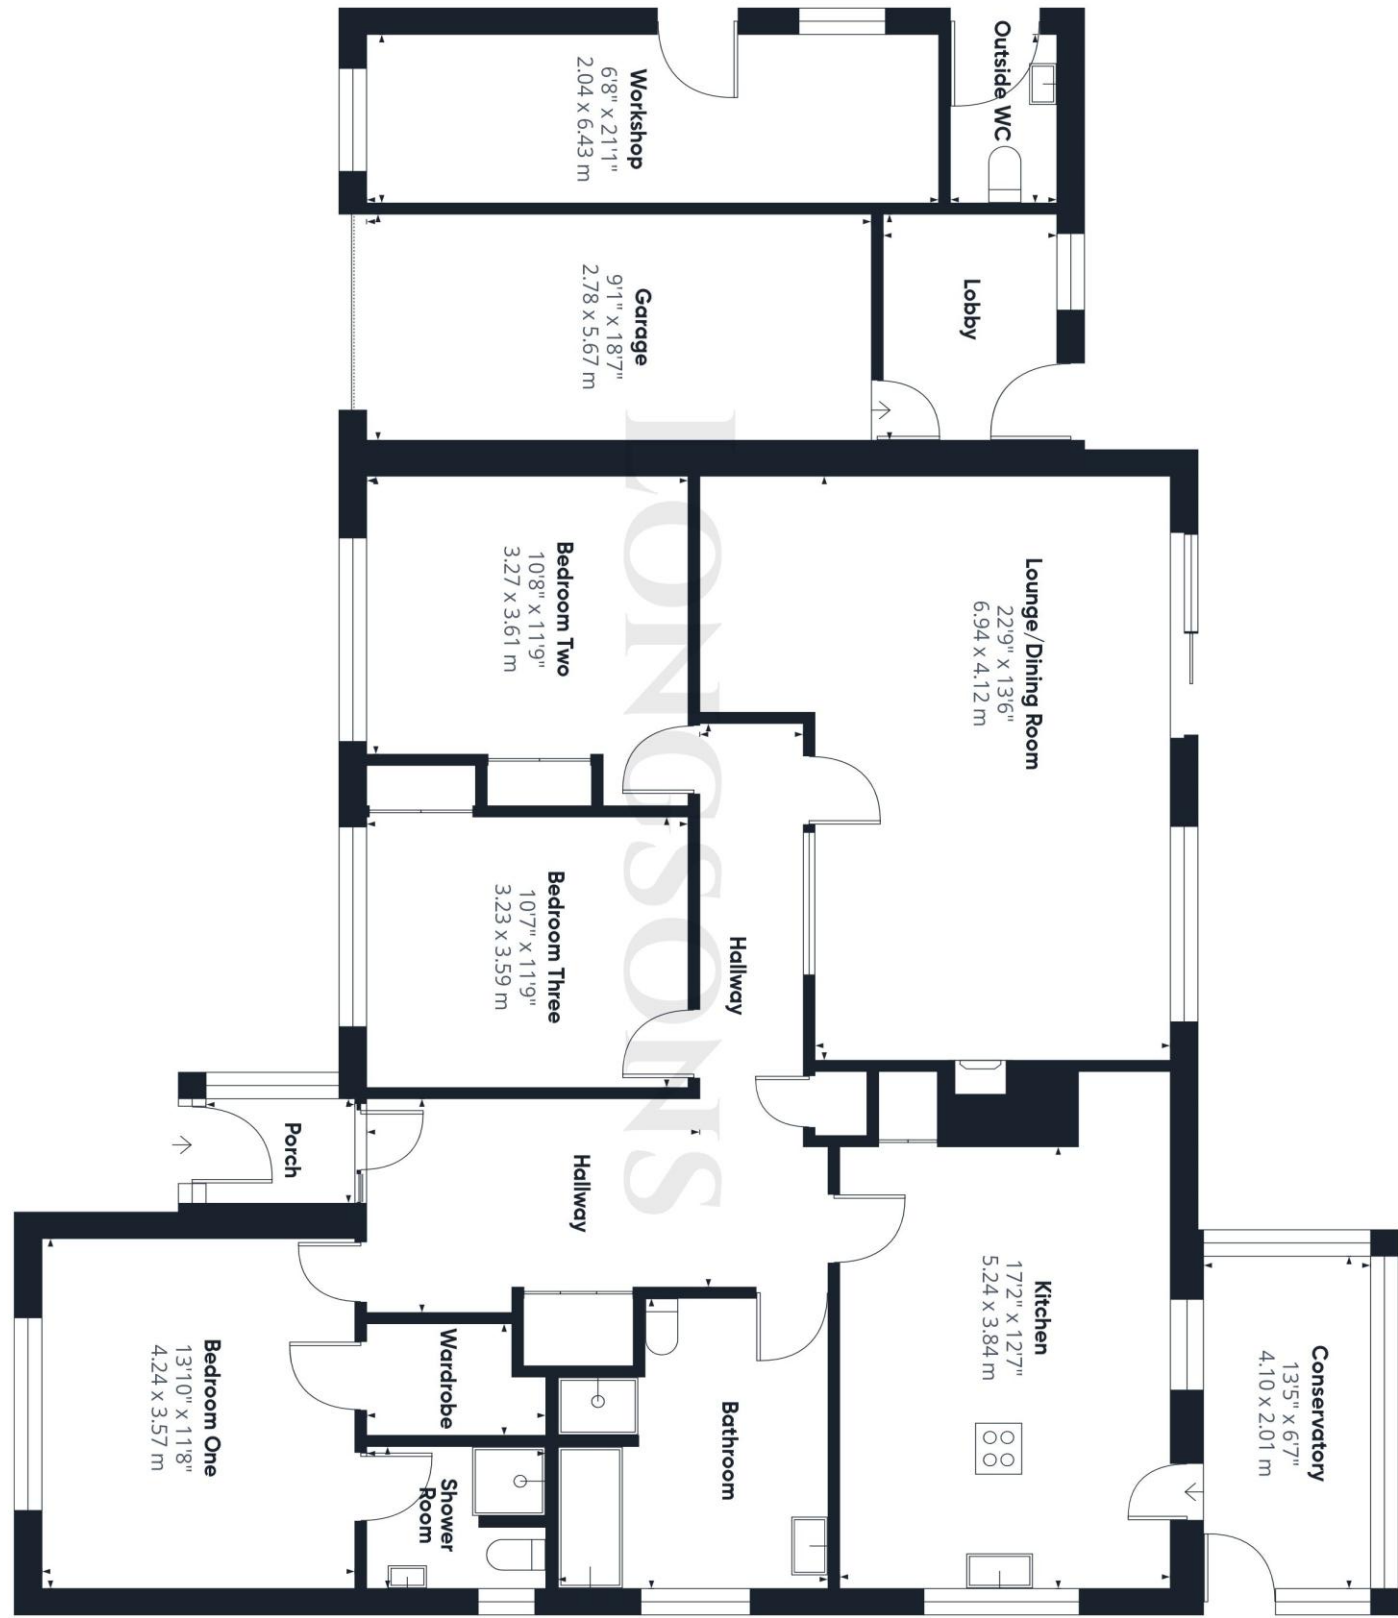 Outside WC
Workshop
6'8" x 21'1"
2.04 x 6.43 m
Lobby
Garage
9'1" x 18'7"
2.78 x 5.67 m
Lounge/Dining Room
22'9" x 13'6"
6.94 x 4.12 m
Bedroom Two
10'8" x 11'9"
3.27 x 3.61 m
LONGSONS
Hallway
Bedroom Three
10'7" x 11'9"
3.23 x 3.59 m
Porch
Hallway
Kitchen
17'2" x 12'7"
5.24 x 3.84 m
Conservatory
13'5" x 6'7"
4.10 x 2.01 m
Wardrobe
Bedroom One
13'10" x 11'8"
4.24 x 3.57 m
Bathroom
Shower
Room